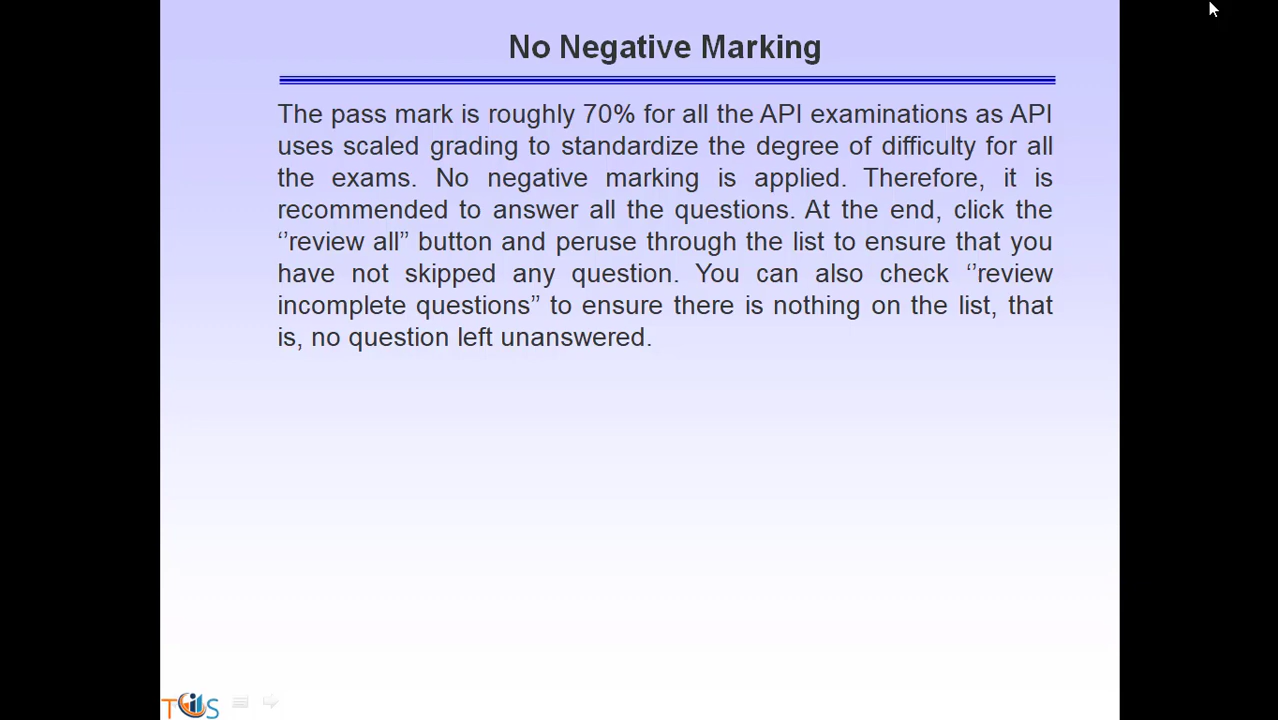 No Negative Marking
The pass mark is roughly 70% for all the API examinations as API
uses scaled grading to standardize the degree of difficulty for all
the exams. No negative marking is applied. Therefore, it is
recommended to answer all the questions. At the end, click the
‘’review all’’ button and peruse through the list to ensure that you
have not skipped any question. You can also check ‘’review
incomplete questions’’ to ensure there is nothing on the list, that
is, no question left unanswered.
TiS